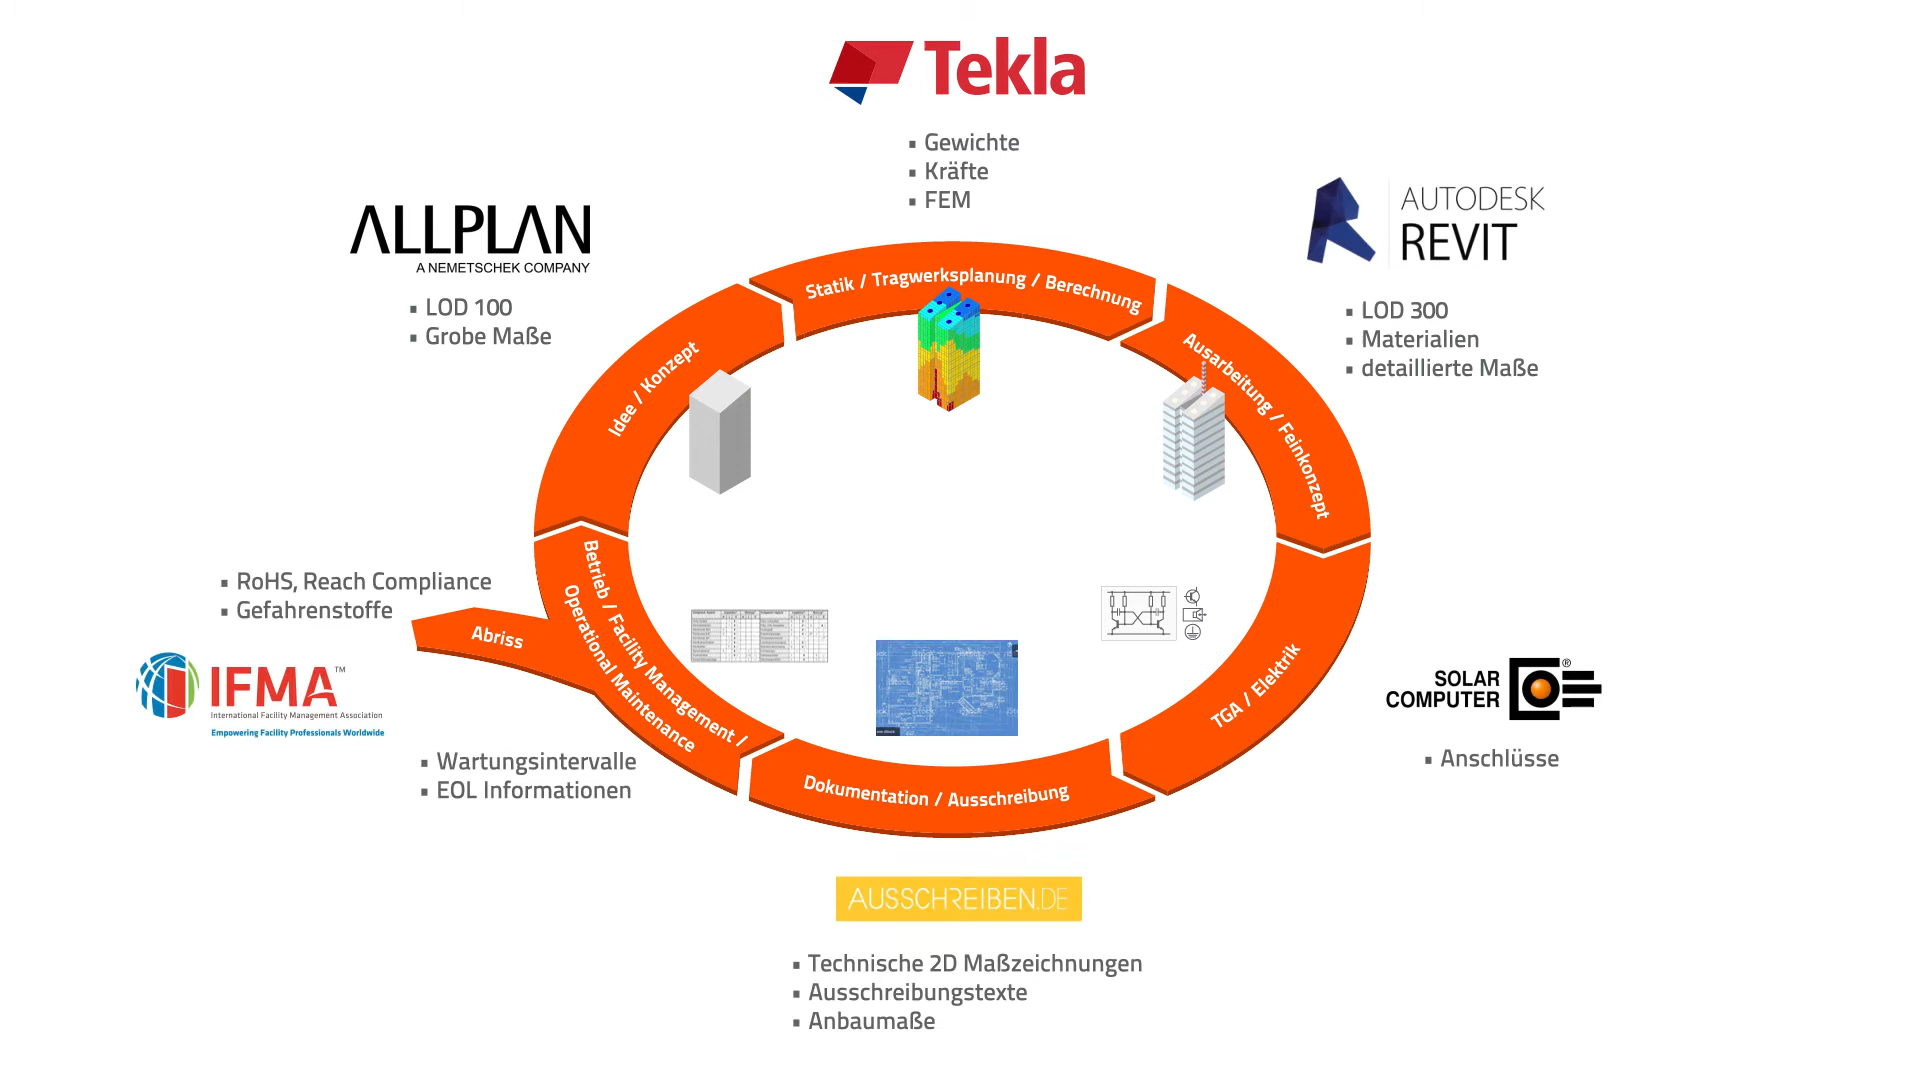 Tekla
▪ Gewichte
▪ Kräfte
▪ FEM
ALLPLAN
A NEMETSCHEK COMPANY
▪ LOD 100
▪ Grobe Maße
AUTODESK
REVIT
▪ LOD 300
▪ Materialien
▪ detaillierte Maße
Idee / Konzept
Statik / Tragwerksplanung / Berechnung
Ausarbeitung / Feinkonzept
TGA / Elektrik
Dokumentation / Ausschreibung
Betrieb / Facility Management /
Operational Maintenance
Abriss
▪ RoHS, Reach Compliance
▪ Gefahrenstoffe
IFMA™
International Facility Management Association
Empowering Facility Professionals Worldwide
▪ Wartungsintervalle
▪ EOL Informationen
SOLAR
COMPUTER ®
▪ Anschlüsse
AUSSCHREIBEN.DE
▪ Technische 2D Maßzeichnungen
▪ Ausschreibungstexte
▪ Anbaumaße